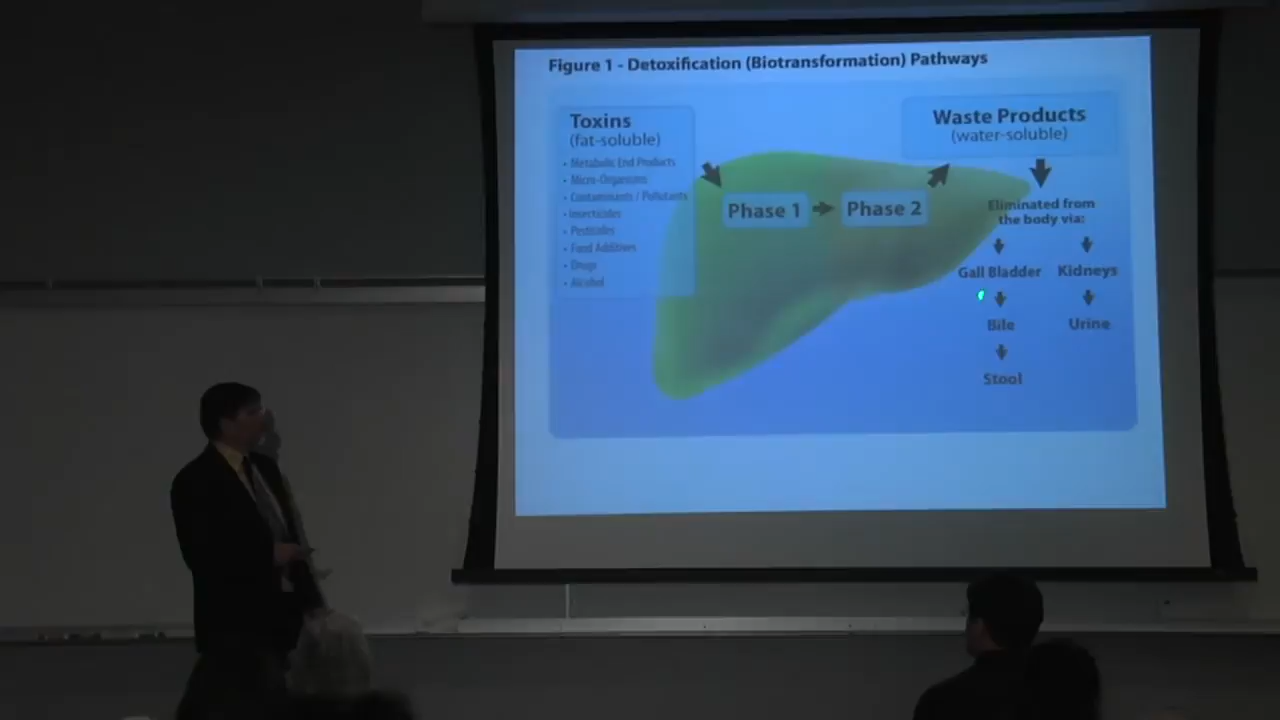 Figure 1 - Detoxification (Biotransformation) Pathways
Toxins
(fat-soluble)
• Metabolic End Products
• Micro-Organisms
• Contaminants / Pollutants
• Insecticides
• Pesticides
• Food Additives
• Drugs
• Alcohol
Phase 1
Phase 2
Waste Products
(water-soluble)
Eliminated from
the body via:
Gall Bladder
Kidneys
Bile
Urine
Stool